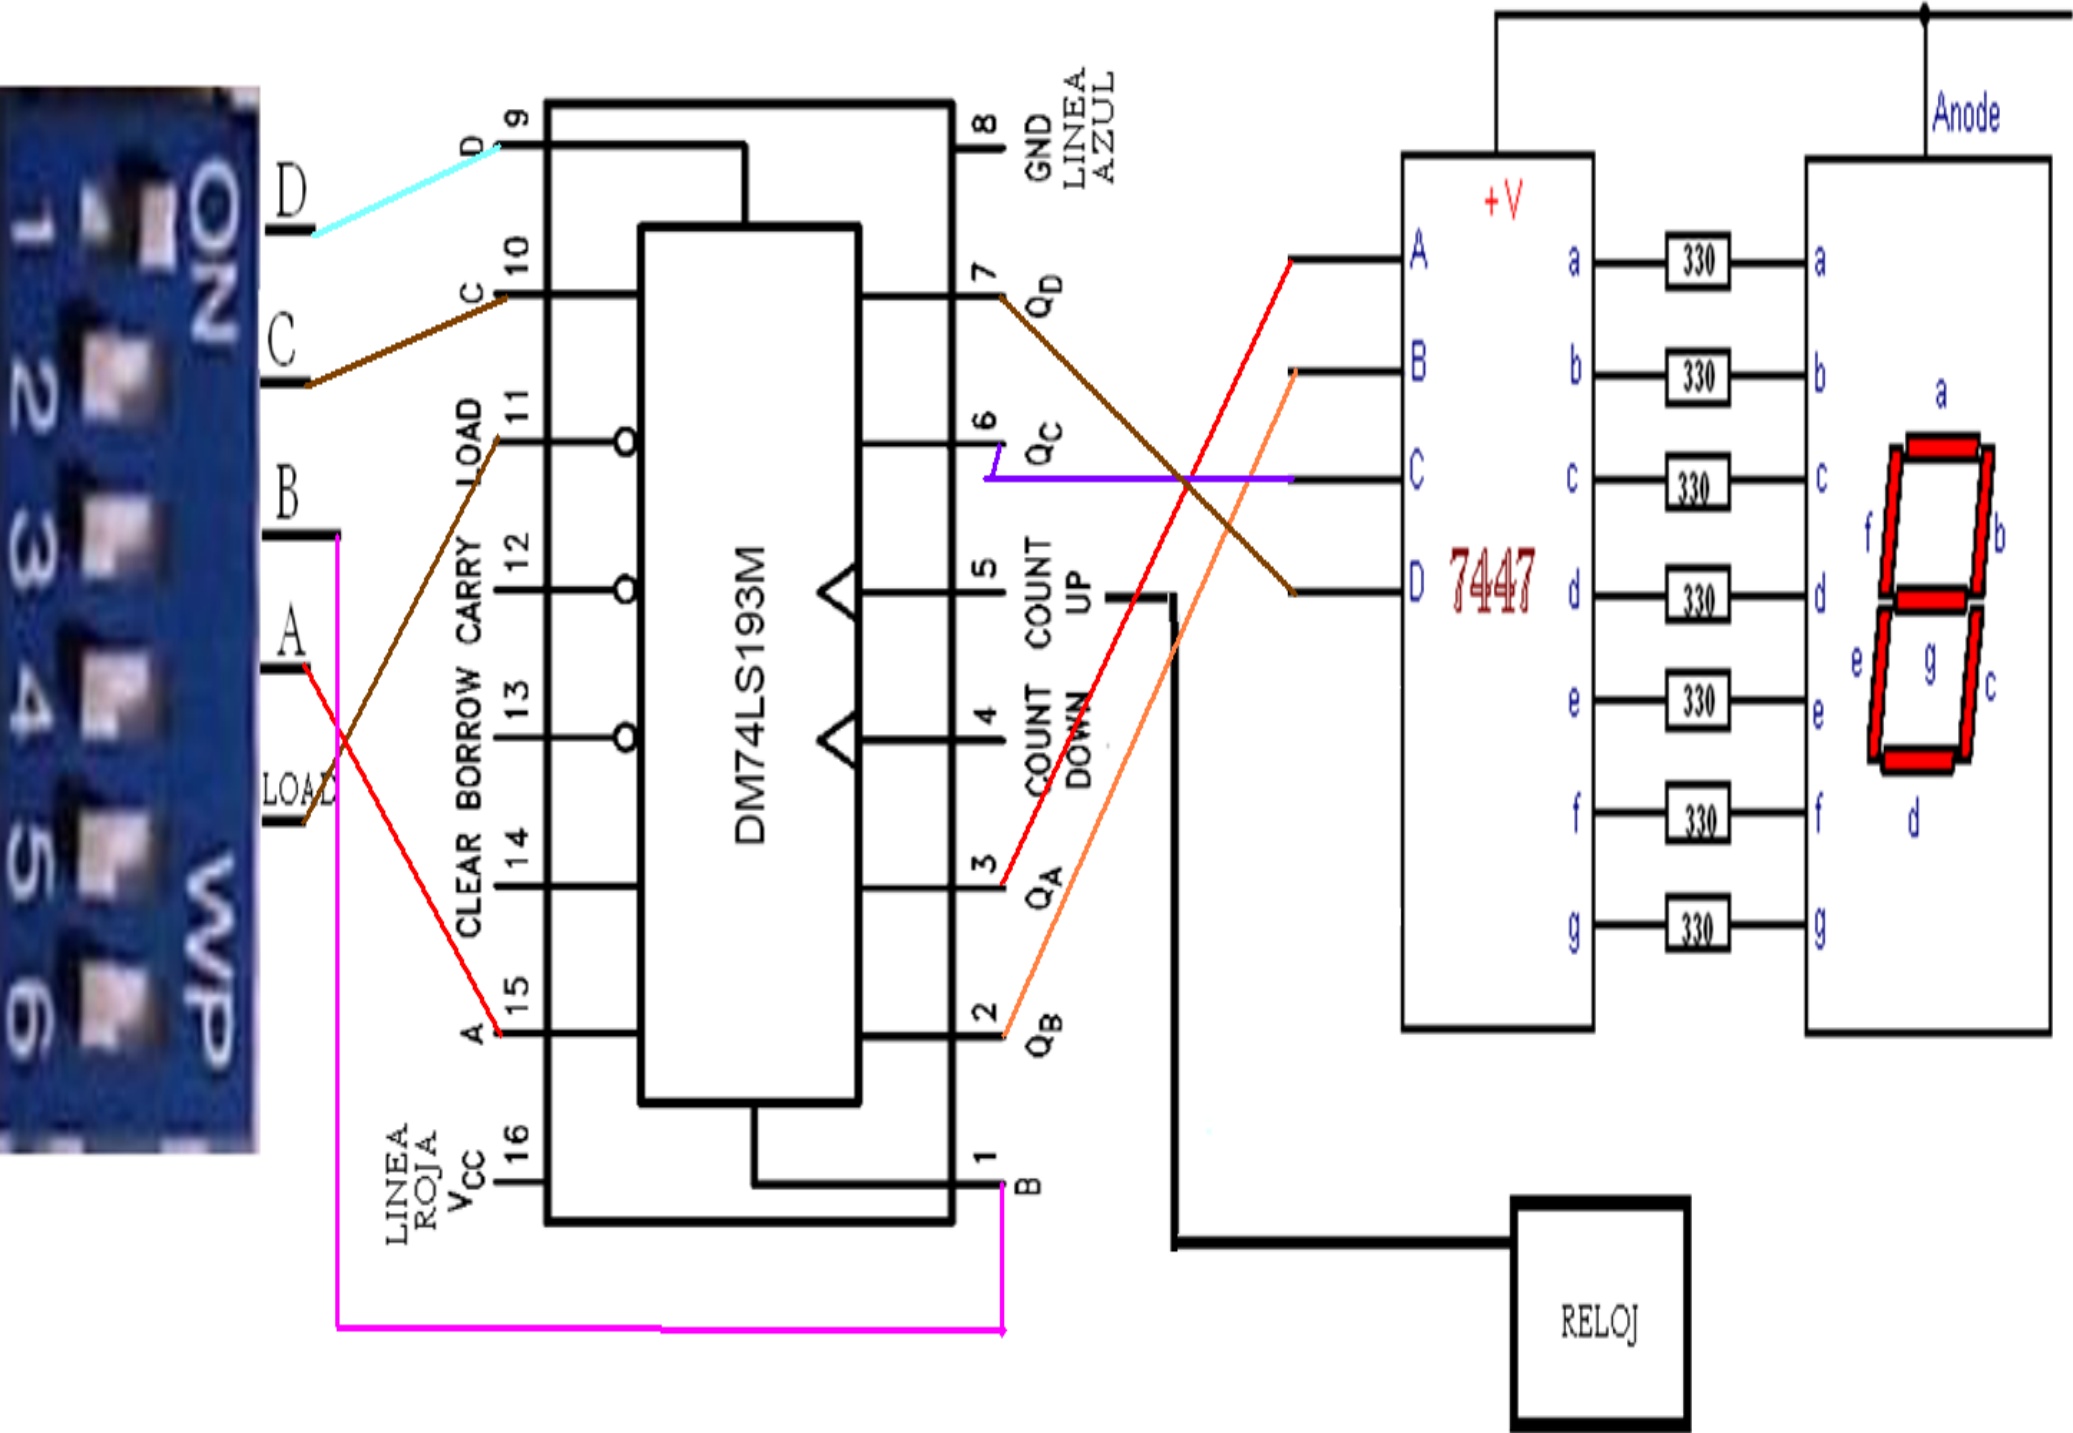 ON
1
2
3
4
5
6
VVP
D
C
B
A
LOAD
D 9
C 10
LOAD 11
CARRY 12
BORROW 13
CLEAR 14
A 15
VCC 16
LINEA
ROJA
DM74LS193M
8 GND
LINEA
AZUL
7 QD
6 QC
5 COUNT
UP
4 COUNT
DOWN
3 QA
2 QB
1 B
+V
A
B
C
D
7447
a
b
c
d
e
f
g
330
330
330
330
330
330
330
Anode
a
b
c
d
e
f
g
a
f
b
g
e
c
d
RELOJ